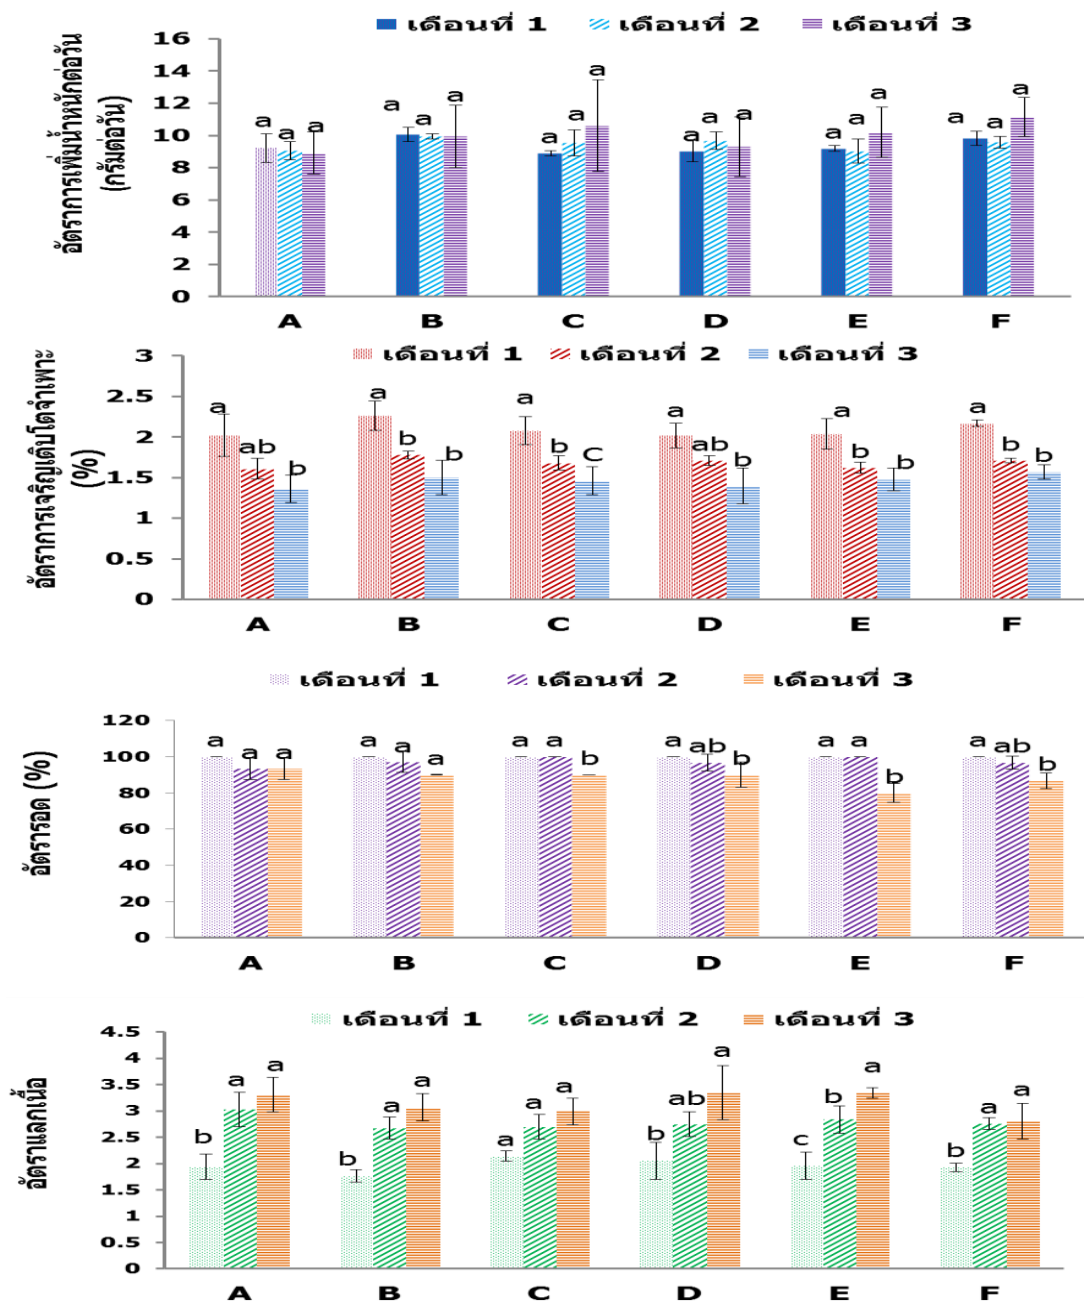 เดือนที่ 1 เดือนที่ 2 เดือนที่ 3
อัตราการเพิ่มน้ำหนักต่อวัน
(กรัมต่อวัน)
16
14
12
10
8
6
4
2
0
a a a a a a a a a a a a a a a a a a
A B C D E F
เดือนที่ 1 เดือนที่ 2 เดือนที่ 3
อัตราการเจริญเติบโตจำเพาะ
(%)
3
2.5
2
1.5
1
0.5
0
a ab b a b b a b c a ab b a b b a b b
A B C D E F
เดือนที่ 1 เดือนที่ 2 เดือนที่ 3
อัตรารอด (%)
120
100
80
60
40
20
0
a a a a a a a a b a ab b a a b a ab b
A B C D E F
เดือนที่ 1 เดือนที่ 2 เดือนที่ 3
อัตราแลกเนื้อ
4.5
4
3.5
3
2.5
2
1.5
1
0.5
0
b a a b a a a a a b ab a c b a b a a
A B C D E F